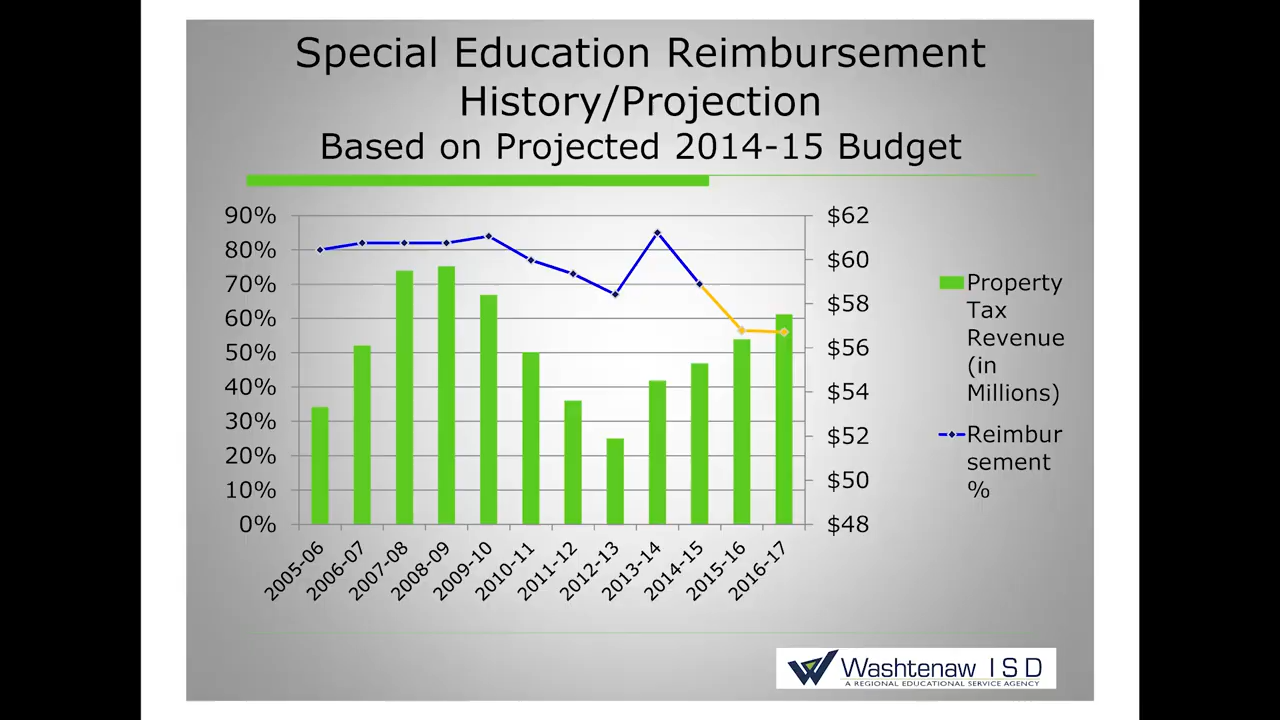 Special Education Reimbursement
History/Projection
Based on Projected 2014-15 Budget
90%
80%
70%
60%
50%
40%
30%
20%
10%
0%
$62
$60
$58
$56
$54
$52
$50
$48
2005-06
2006-07
2007-08
2008-09
2009-10
2010-11
2011-12
2012-13
2013-14
2014-15
2015-16
2016-17
Property
Tax
Revenue
(in
Millions)
Reimbur
sement
%
Washtenaw ISD
A REGIONAL EDUCATIONAL SERVICE AGENCY